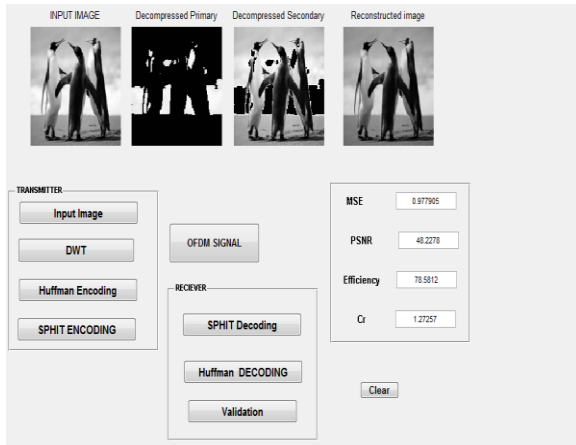 INPUT IMAGE Decompressed Primary Decompressed Secondary Reconstructed image
TRANSMITTER
Input Image
DWT
Huffman Encoding
SPHIT ENCODING
OFDM SIGNAL
RECIEVER
SPHIT Decoding
Huffman DECODING
Validation
MSE 0.977905
PSNR 48.2278
Efficiency 78.5812
Cr 1.27257
Clear